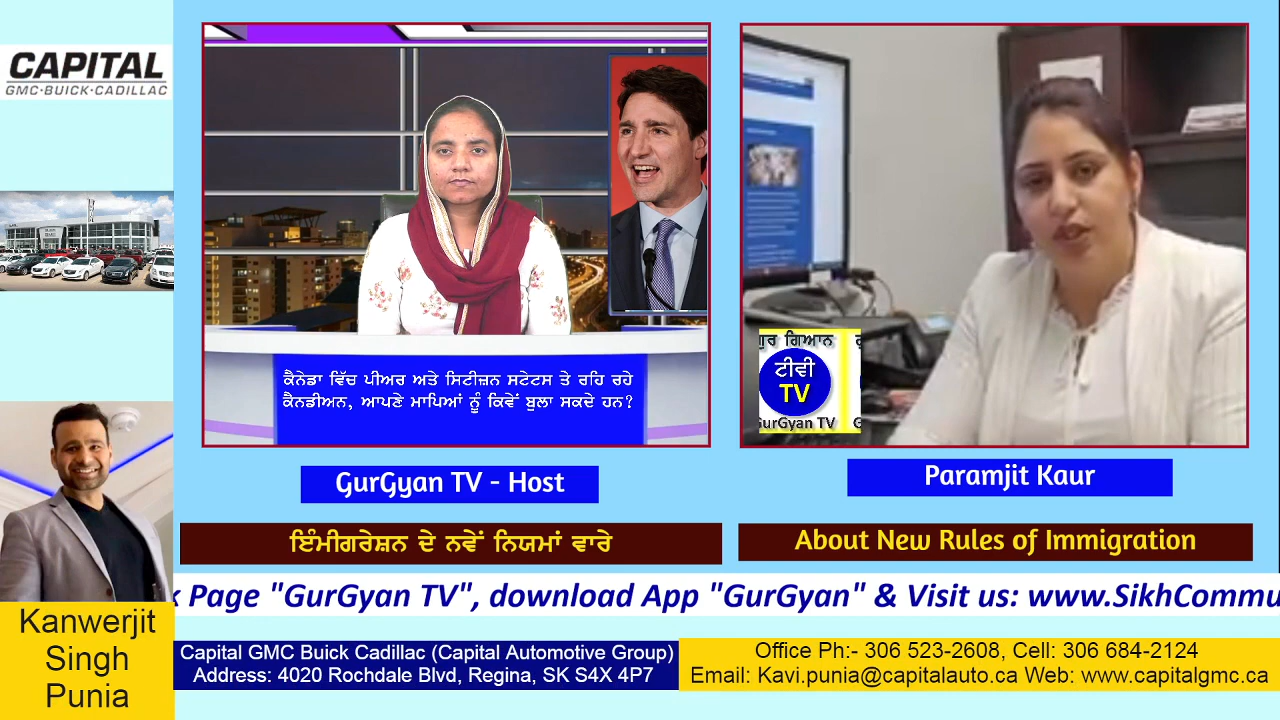 CAPITAL
GMC·BUICK·CADILLAC
ਕੈਨੇਡਾ ਵਿੱਚ ਪੀਅਰ ਅਤੇ ਸਿਟੀਜ਼ਨ ਸਟੇਟਸ ਤੇ ਰਹਿ ਰਹੇ
ਕੈਨਡੀਅਨ, ਆਪਣੇ ਮਾਪਿਆਂ ਨੂੰ ਕਿਵੇਂ ਬੁਲਾ ਸਕਦੇ ਹਨ?
ਗੁਰ ਗਿਆਨ
ਟੀਵੀ
TV
GurGyan TV
GurGyan TV - Host
Paramjit Kaur
ਇੰਮੀਗਰੇਸ਼ਨ ਦੇ ਨਵੇਂ ਨਿਯਮਾਂ ਵਾਰੇ
About New Rules of Immigration
Page "GurGyan TV", download App "GurGyan" & Visit us: www.SikhCommu
Kanwerjit
Singh
Punia
Capital GMC Buick Cadillac (Capital Automotive Group)
Address: 4020 Rochdale Blvd, Regina, SK S4X 4P7
Office Ph:- 306 523-2608, Cell: 306 684-2124
Email: Kavi.punia@capitalauto.ca Web: www.capitalgmc.ca